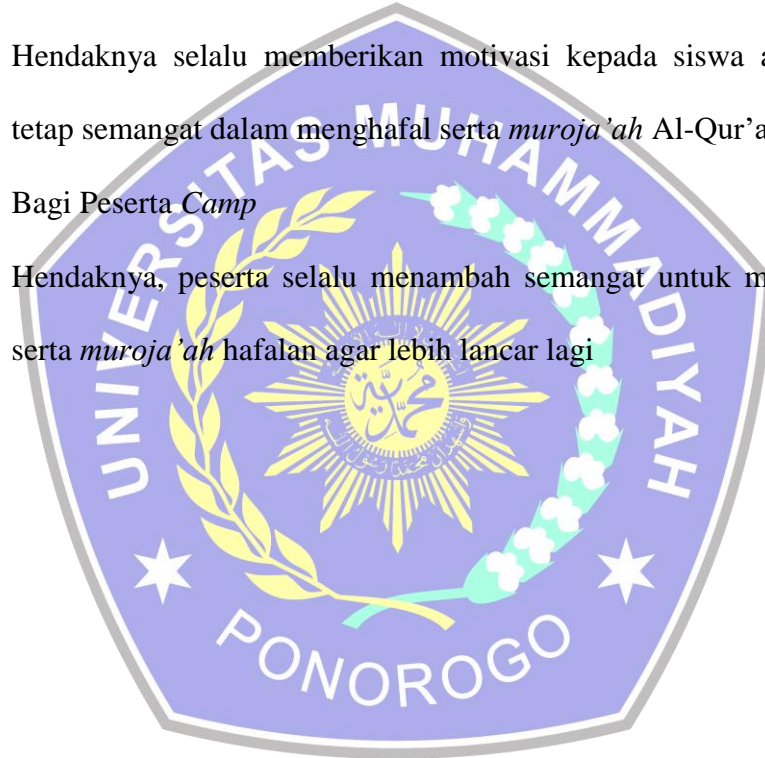 Hendaknya selalu memberikan motivasi kepada siswa a
tetap semangat dalam menghafal serta muroja’ah Al-Qur’a
Bagi Peserta Camp
Hendaknya, peserta selalu menambah semangat untuk m
serta muroja’ah hafalan agar lebih lancar lagi
UNIVERSITAS MUHAMMADIYAH
محمدية
PONOROGO